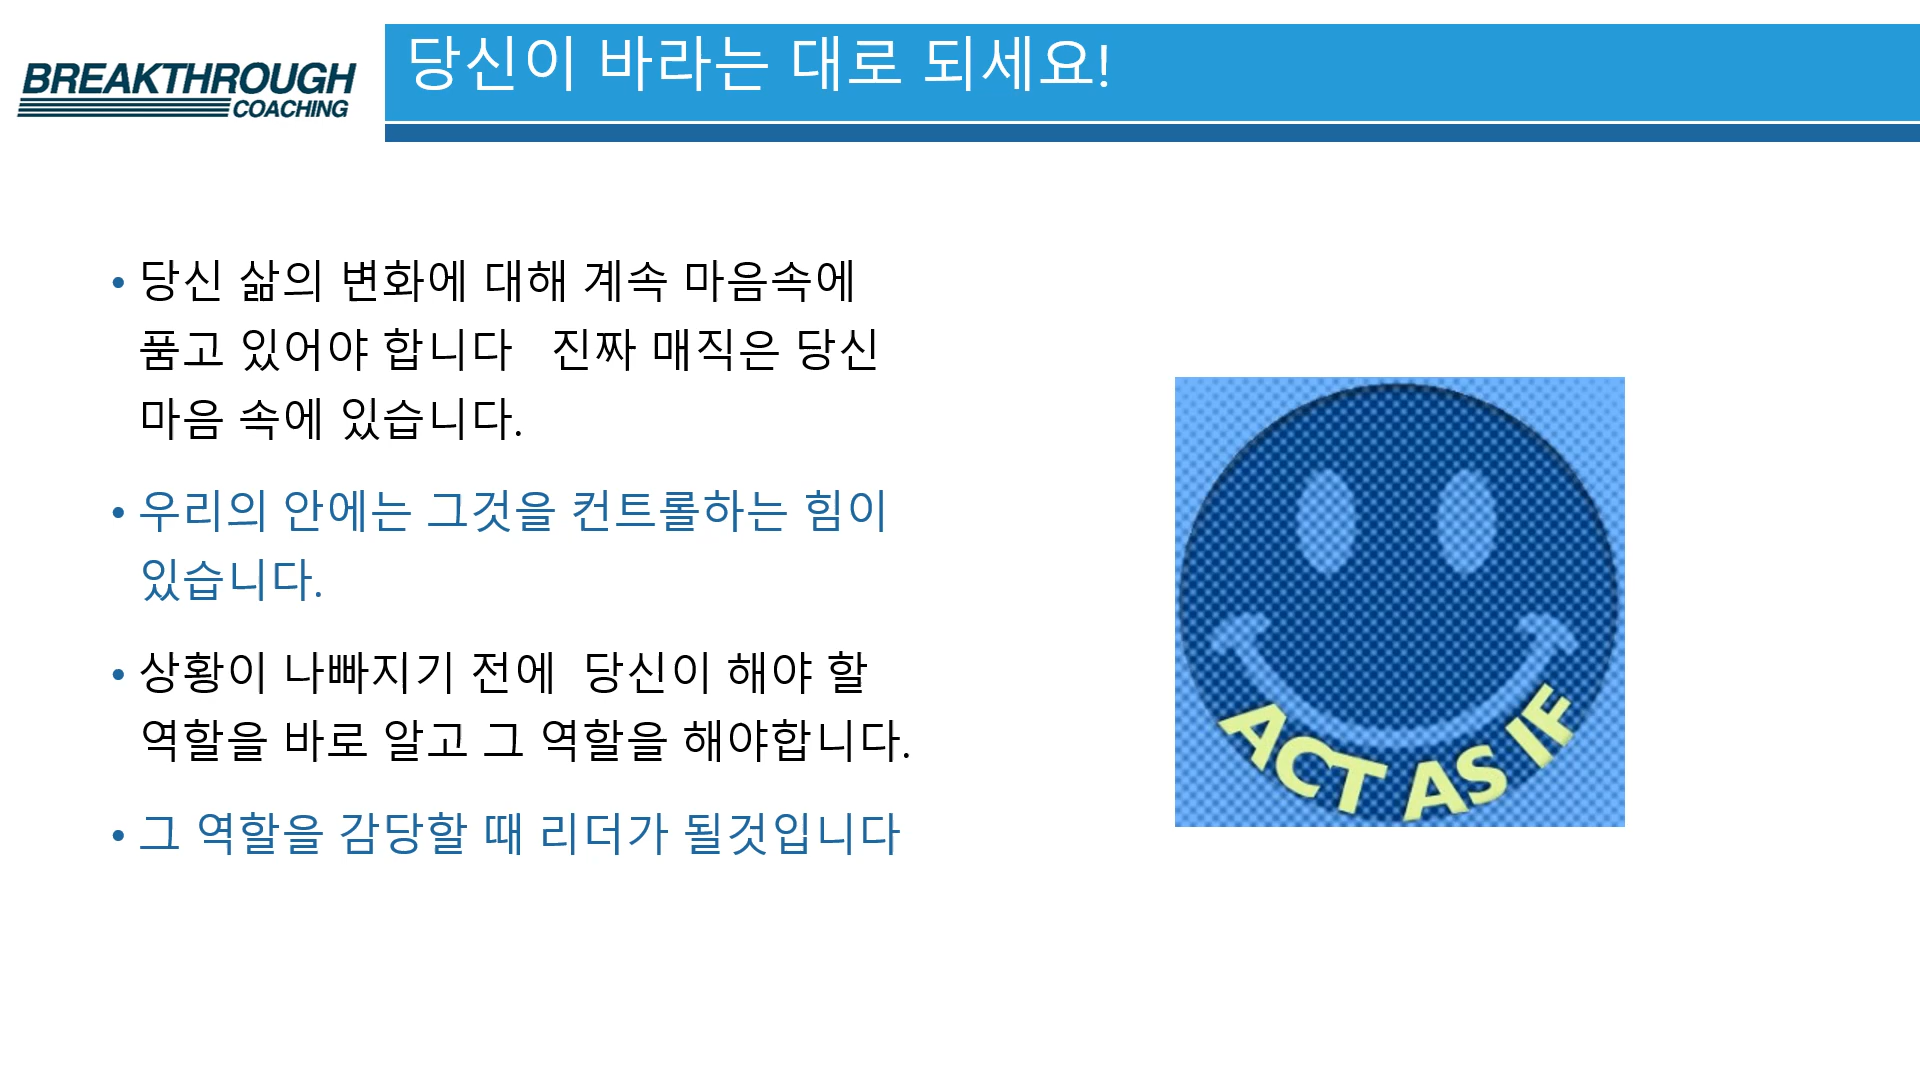 BREAKTHROUGH
COACHING
당신이 바라는 대로 되세요!
• 당신 삶의 변화에 대해 계속 마음속에
품고 있어야 합니다   진짜 매직은 당신
마음 속에 있습니다.
• 우리의 안에는 그것을 컨트롤하는 힘이
있습니다.
• 상황이 나빠지기 전에  당신이 해야 할
역할을 바로 알고 그 역할을 해야합니다.
• 그 역할을 감당할 때 리더가 될것입니다
ACT AS IF